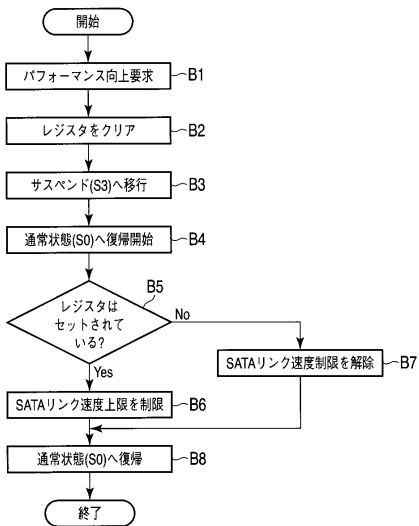 開始
パフォーマンス向上要求
B1
レジスタをクリア
B2
サスペンド(S3)へ移行
B3
通常状態(S0)へ復帰開始
B4
B5
レジスタは
セットされて
いる?
No
Yes
SATAリンク速度制限を解除
B7
SATAリンク速度上限を制限
B6
通常状態(S0)へ復帰
B8
終了